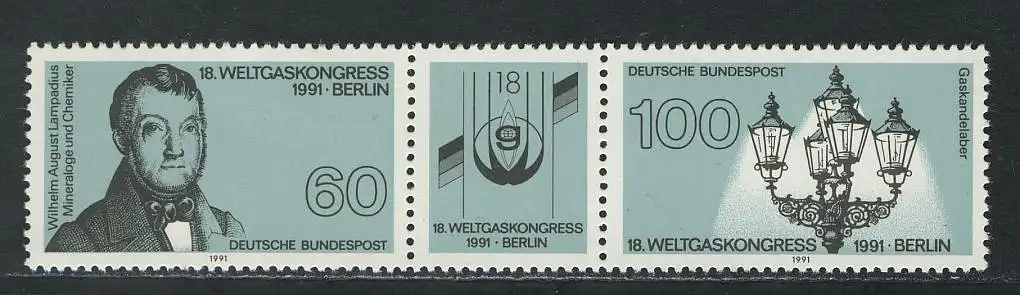 Wilhelm August Lampadius
Mineraloge und Chemiker
18. WELTGASKONGRESS
1991 · BERLIN
60
DEUTSCHE BUNDESPOST
1991
18
g
18. WELTGASKONGRESS
1991 · BERLIN
DEUTSCHE BUNDESPOST
100
Gaskandelaber
18. WELTGASKONGRESS 1991 · BERLIN
1991